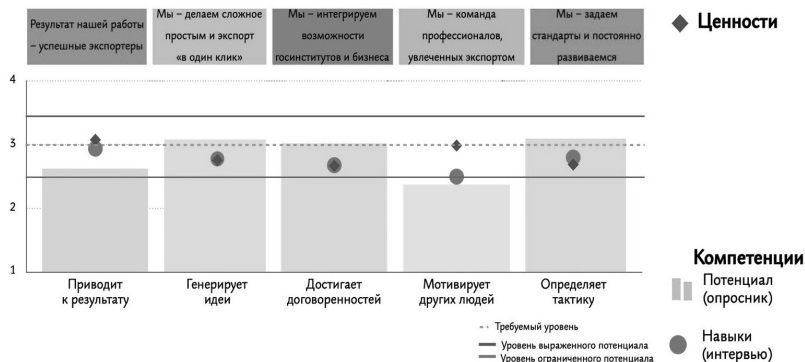 Результат нашей работы
– успешные экспортеры
Мы – делаем сложное
простым и экспорт
«в один клик»
Мы – интегрируем
возможности
госинститутов и бизнеса
Мы – команда
профессионалов,
увлеченных экспортом
Мы – задаем
стандарты и постоянно
развиваемся
Ценности
4
3
2
1
Приводит
к результату
Генерирует
идеи
Достигает
договоренностей
Мотивирует
других людей
Определяет
тактику
Компетенции
Потенциал
(опросник)
Навыки
(интервью)
Требуемый уровень
Уровень выраженного потенциала
Уровень ограниченного потенциала